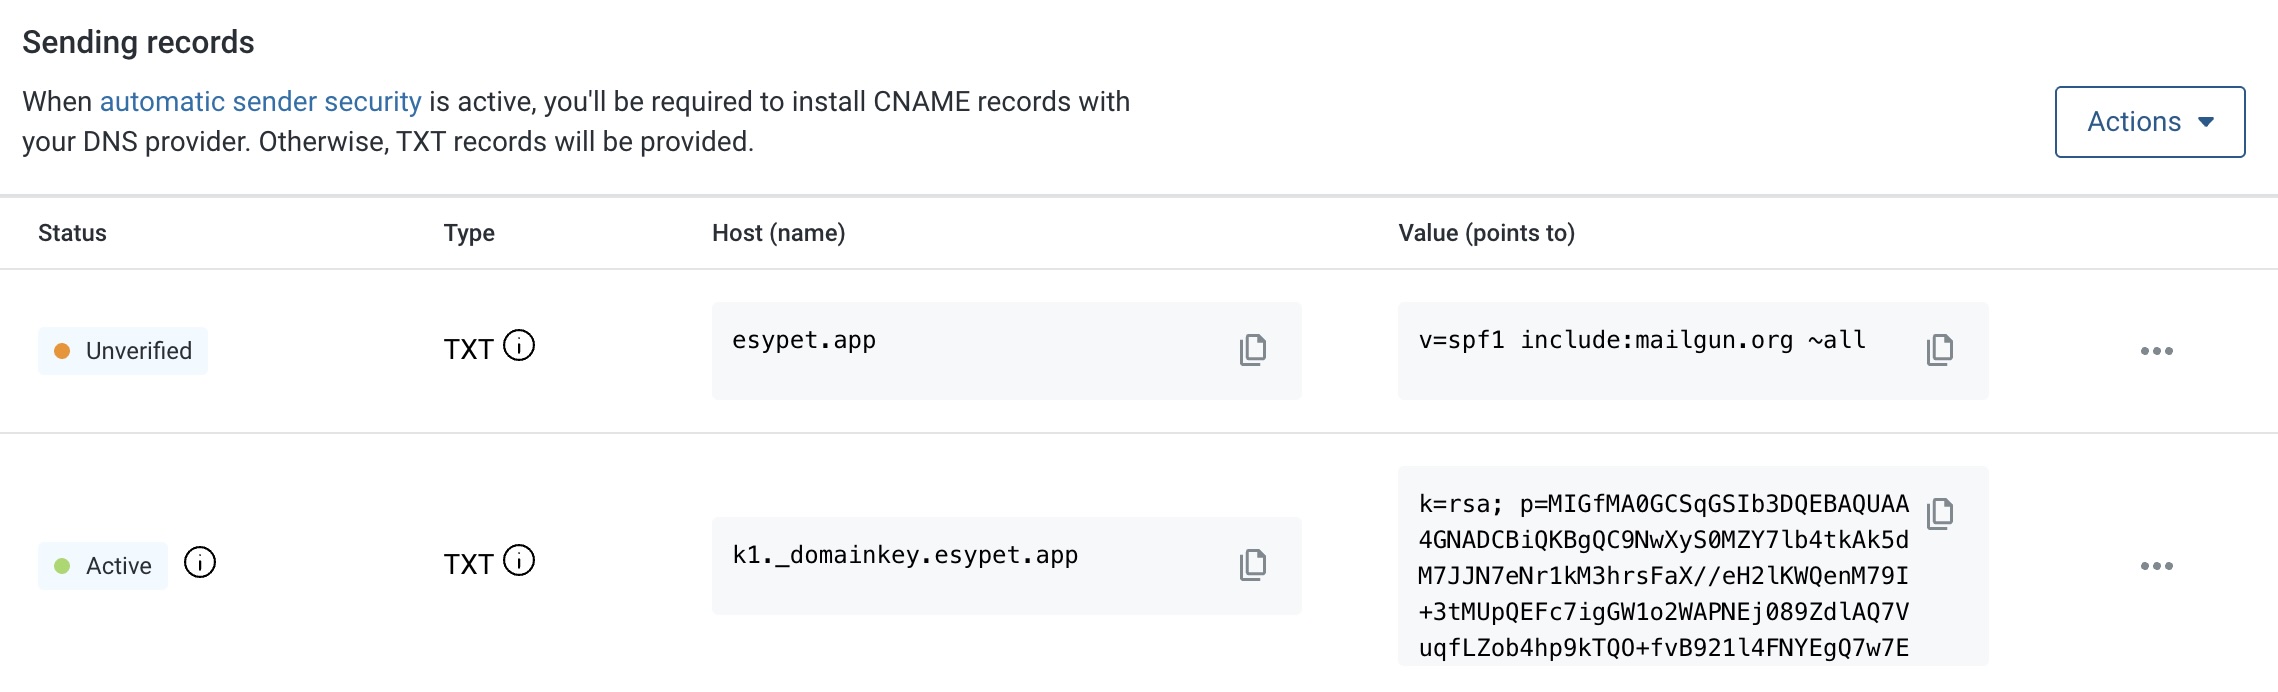 Sending records
When automatic sender security is active, you'll be required to install CNAME records with
your DNS provider. Otherwise, TXT records will be provided.
Actions
Status Type Host (name) Value (points to)
Unverified TXT esypet.app v=spf1 include:mailgun.org ~all
Active TXT k1._domainkey.esypet.app k=rsa; p=MIGfMA0GCSqGSIb3DQEBAQUAA
4GNADCBiQKBgQC9NwXyS0MZY7lb4tkAk5d
M7JJN7eNr1kM3hrsFaX//eH2lKWQenM79I
+3tMUpQEFc7igGW1o2WAPNEj089ZdlAQ7V
uqfLZob4hp9kTQO+fvB921l4FNYEgQ7w7E